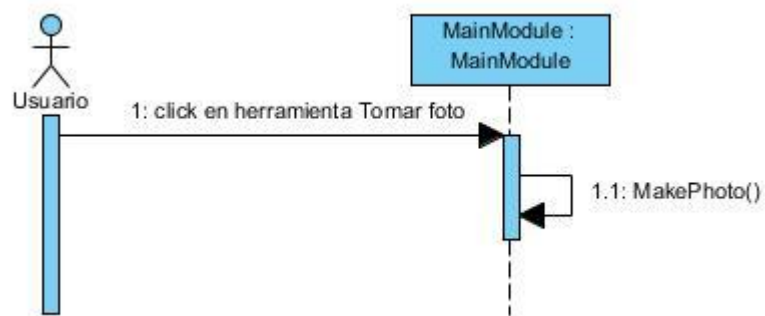 MainModule :
MainModule
Usuario
1: click en herramienta Tomar foto
1.1: MakePhoto()